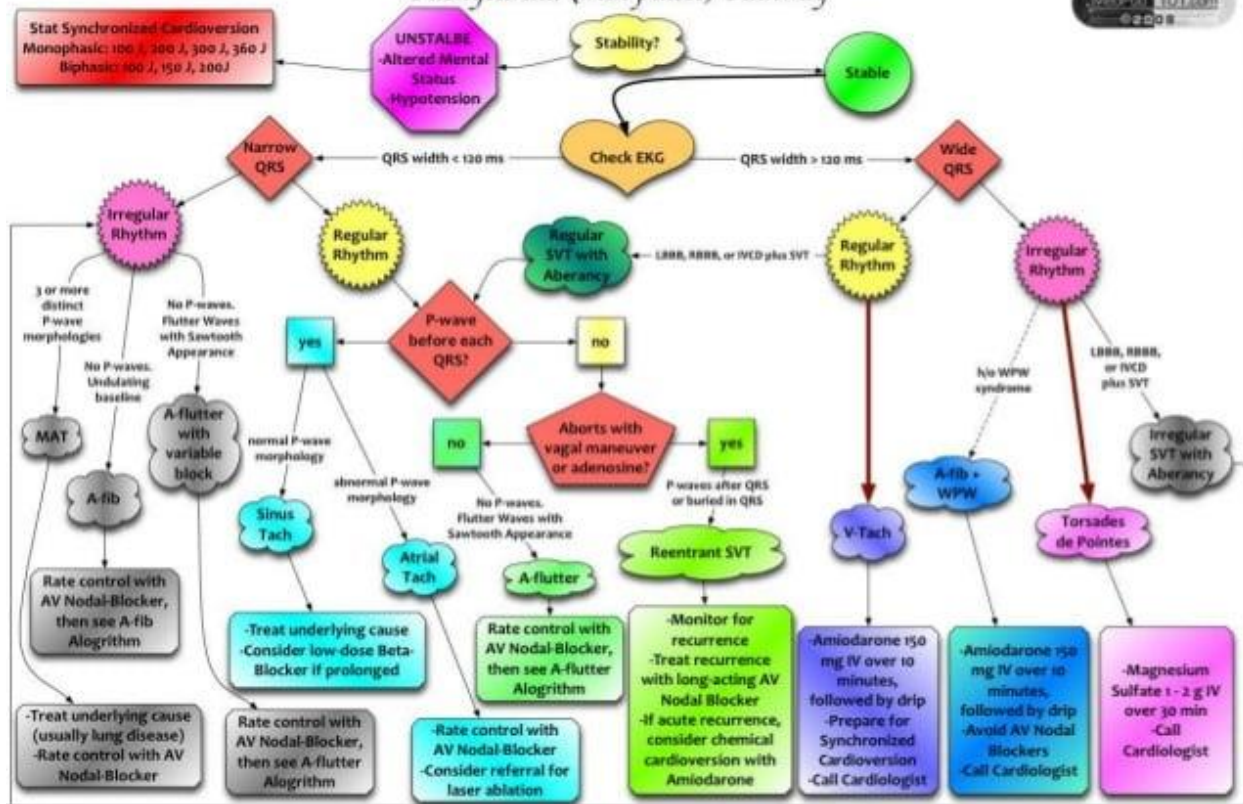 ©2008
Stat Synchronized Cardioversion
Monophasic: 100 J, 200 J, 300 J, 360 J
Biphasic: 100 J, 150 J, 200J
UNSTALBE
-Altered Mental
Status
-Hypotension
Stability?
Stable
Narrow
QRS
QRS width < 120 ms
Check EKG
QRS width > 120 ms
Wide
QRS
Irregular
Rhythm
Regular
Rhythm
Regular
SVT with
Aberancy
LBBB, RBBB, or IVCD plus SVT
Regular
Rhythm
Irregular
Rhythm
3 or more
distinct
P-wave
morphologies
No P-waves.
Flutter Waves
with Sawtooth
Appearance
No P-waves.
Undulating
baseline
yes
P-wave
before each
QRS?
no
h/o WPW
syndrome
LBBB, RBBB,
or IVCD
plus SVT
MAT
A-fib
A-flutter
with
variable
block
normal P-wave
morphology
abnormal P-wave
morphology
no
Aborts with
vagal maneuver
or adenosine?
yes
No P-waves.
Flutter Waves with
Sawtooth Appearance
P-waves after QRS
or buried in QRS
Irregular
SVT with
Aberancy
Sinus
Tach
Atrial
Tach
A-flutter
Reentrant SVT
V-Tach
A-fib +
WPW
Torsades
de Pointes
Rate control with
AV Nodal-Blocker,
then see A-fib
Alogrithm
-Treat underlying cause
-Consider low-dose Beta-
Blocker if prolonged
Rate control with
AV Nodal-Blocker,
then see A-flutter
Alogrithm
-Monitor for
recurrence
-Treat recurrence
with long-acting AV
Nodal Blocker
-If acute recurrence,
consider chemical
cardioversion with
Amiodarone
-Amiodarone 150
mg IV over 10
minutes,
followed by drip
-Prepare for
Synchronized
Cardioversion
-Call Cardiologist
-Amiodarone 150
mg IV over 10
minutes,
followed by drip
-Avoid AV Nodal
Blockers
-Call Cardiologist
-Magnesium
Sulfate 1 - 2 g IV
over 30 min
-Call
Cardiologist
-Treat underlying cause
(usually lung disease)
-Rate control with AV
Nodal-Blocker
Rate control with
AV Nodal-Blocker,
then see A-flutter
Alogrithm
-Rate control with
AV Nodal-Blocker
-Consider referral for
laser ablation